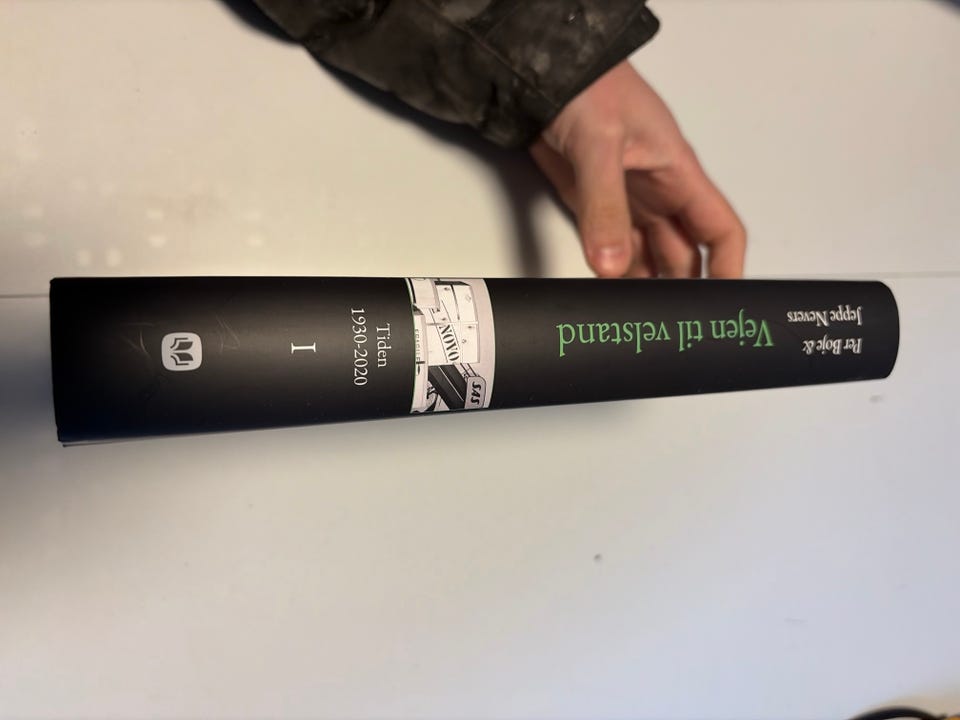 Per Boje &
Jeppe Nevers
Vejen til velstand
SAS
NOVO
Tiden
1930-2020
I